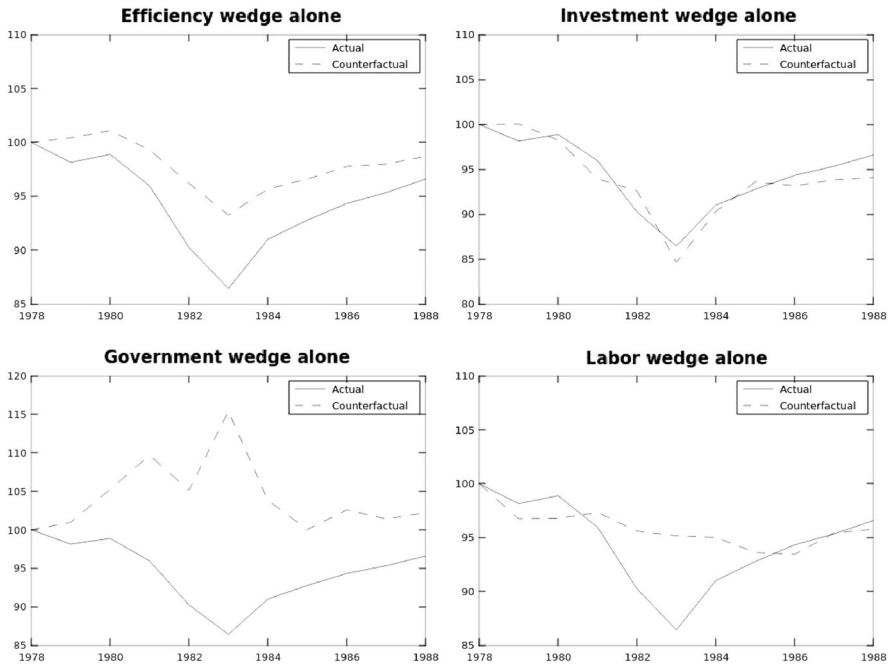 Efficiency wedge alone
110
105
100
95
90
85
1978 1980 1982 1984 1986 1988
Actual
Counterfactual
Investment wedge alone
110
105
100
95
90
85
80
1978 1980 1982 1984 1986 1988
Actual
Counterfactual
Government wedge alone
120
115
110
105
100
95
90
85
1978 1980 1982 1984 1986 1988
Actual
Counterfactual
Labor wedge alone
110
105
100
95
90
85
1978 1980 1982 1984 1986 1988
Actual
Counterfactual